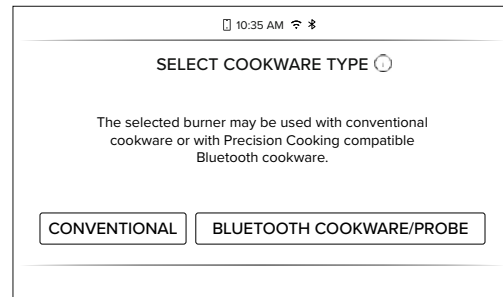 10:35 AM
SELECT COOKWARE TYPE
The selected burner may be used with conventional
cookware or with Precision Cooking compatible
Bluetooth cookware.
CONVENTIONAL
BLUETOOTH COOKWARE/PROBE